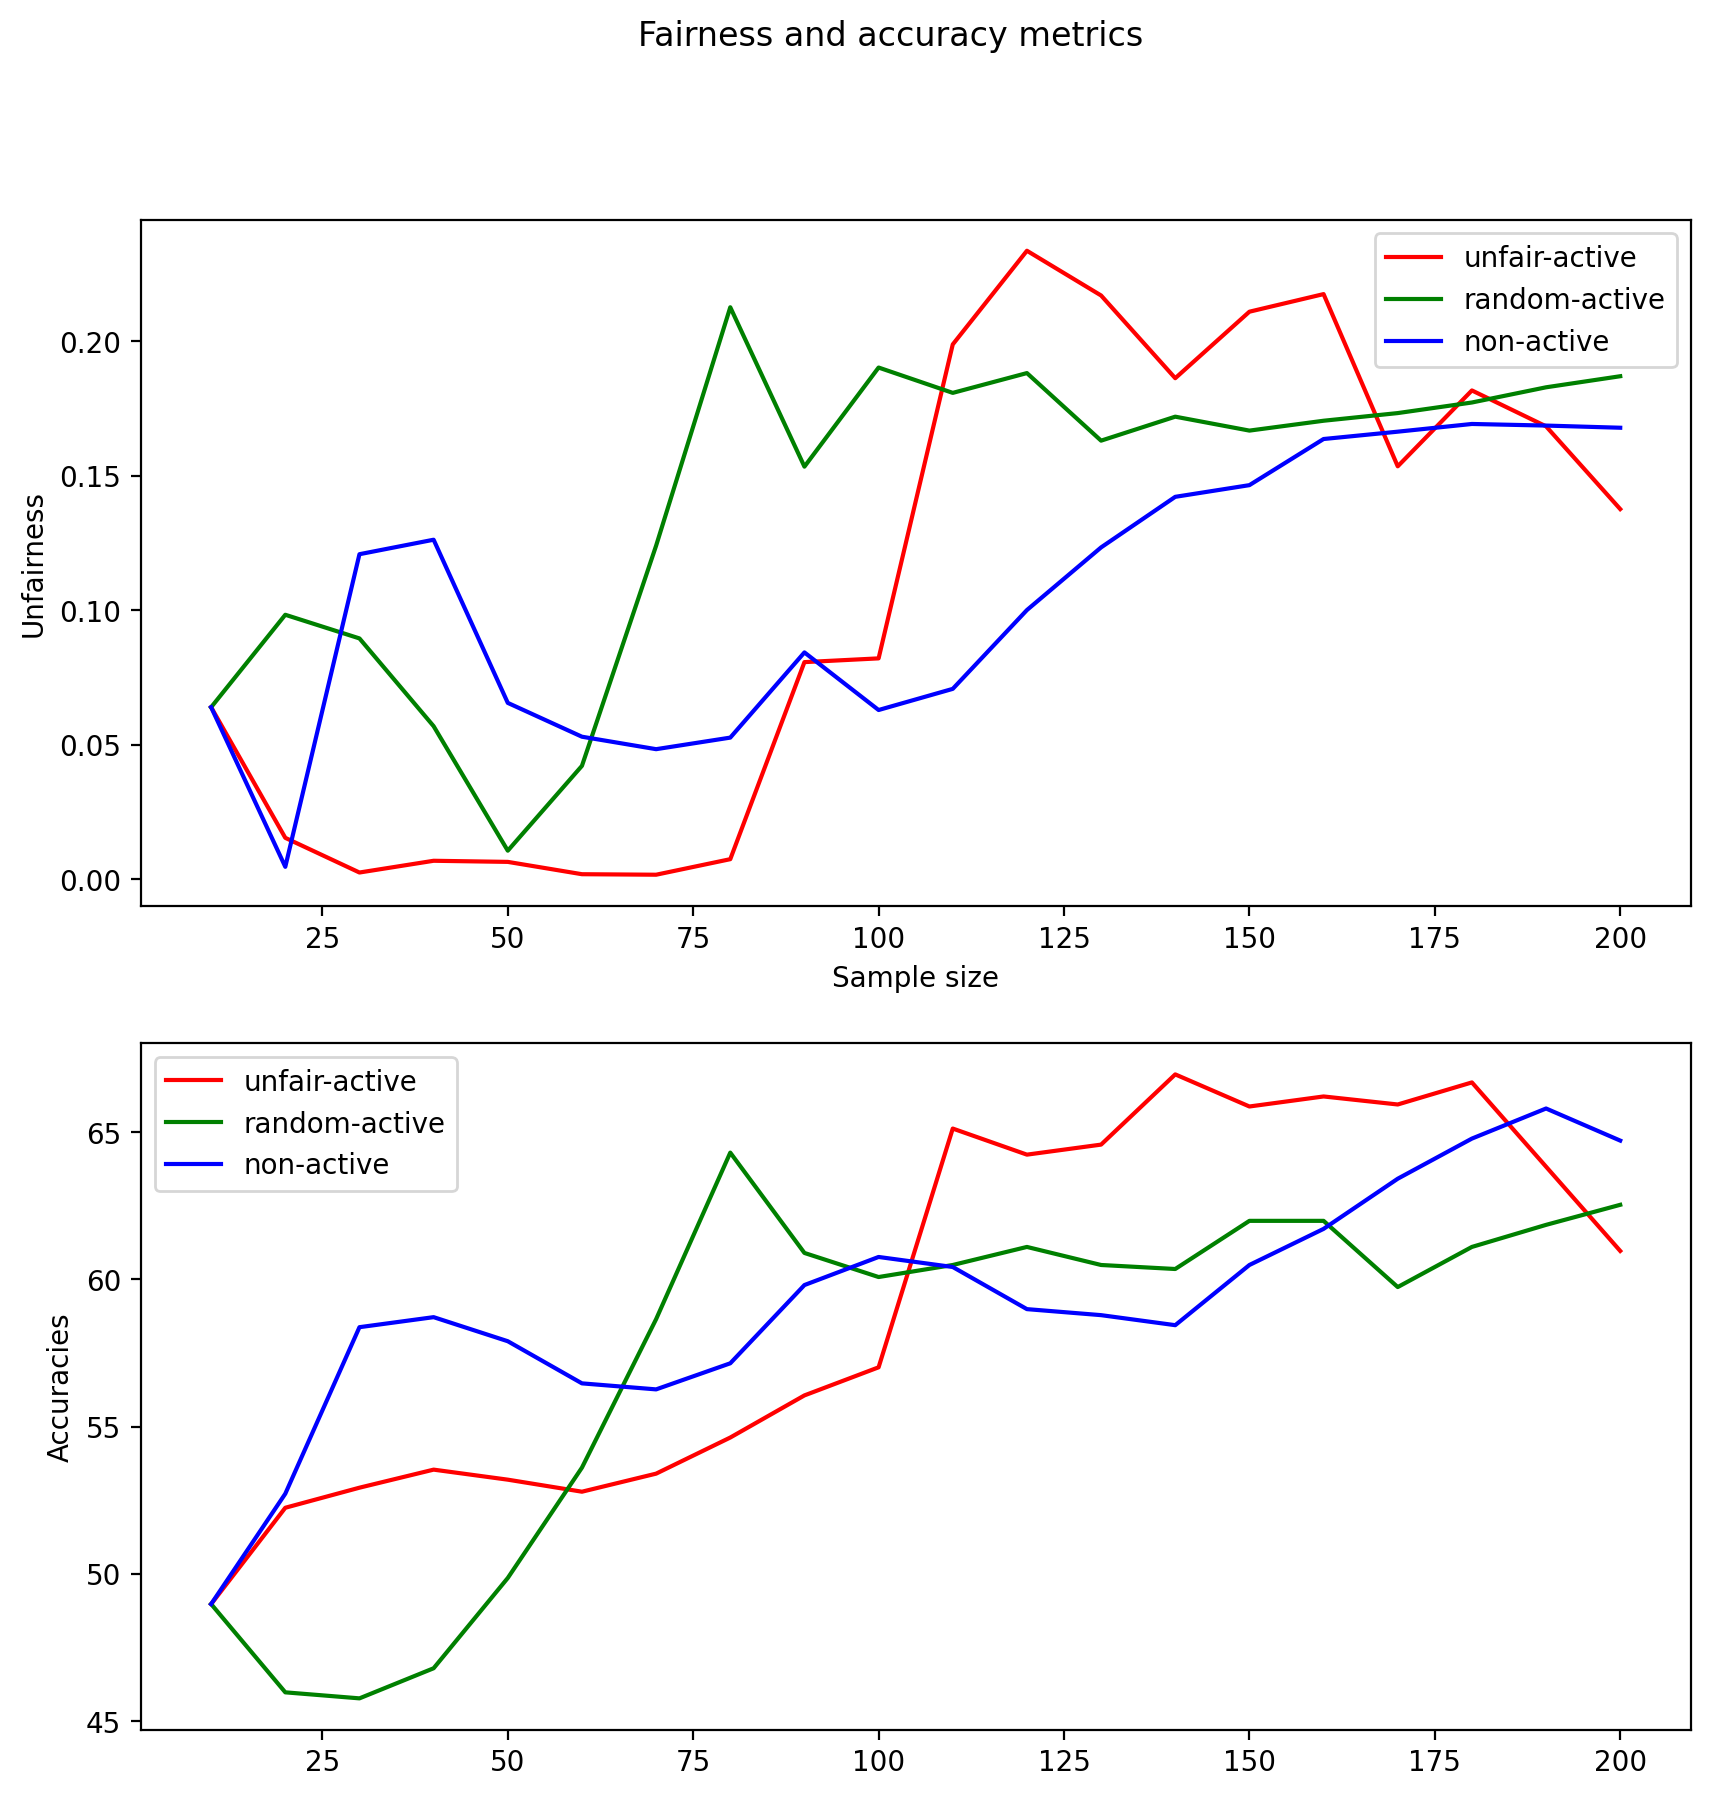 Fairness and accuracy metrics
unfair-active
random-active
non-active
0.20
0.15
0.10
0.05
0.00
Unfairness
25 50 75 100 125 150 175 200
Sample size
unfair-active
random-active
non-active
65
60
55
50
45
Accuracies
25 50 75 100 125 150 175 200